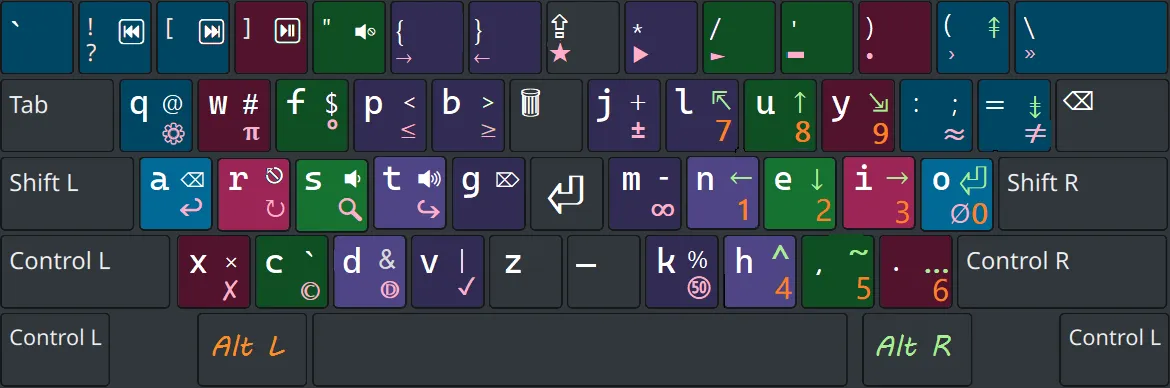 ` ! ? ⏮ [ ⏭ ] ⏯ " 🔇 { → } ← ⇪ ★ * ▶ / ► ' ▬ ) • ( ⇞ › \ »
Tab q @ ⚙ w # π f $ ° p < ≤ b > ≥ 🗑 j + ± l ↖ 7 u ↑ 8 y ↘ 9 : ; ≈ = ⇟ ≠ ⌫
Shift L a ⌫ ↩ r ⎋ ↻ s 🔉 🔍 t 🔊 ↪ g ⌦ ⏎ m - ∞ n ← 1 e ↓ 2 i → 3 o ⏎ ∅ 0 Shift R
Control L x × ✗ c ` © d & 🄯 v | ✓ z — k % ㊿ h ^ 4 , ~ 5 . … 6 Control R
Control L Alt L Alt R Control L